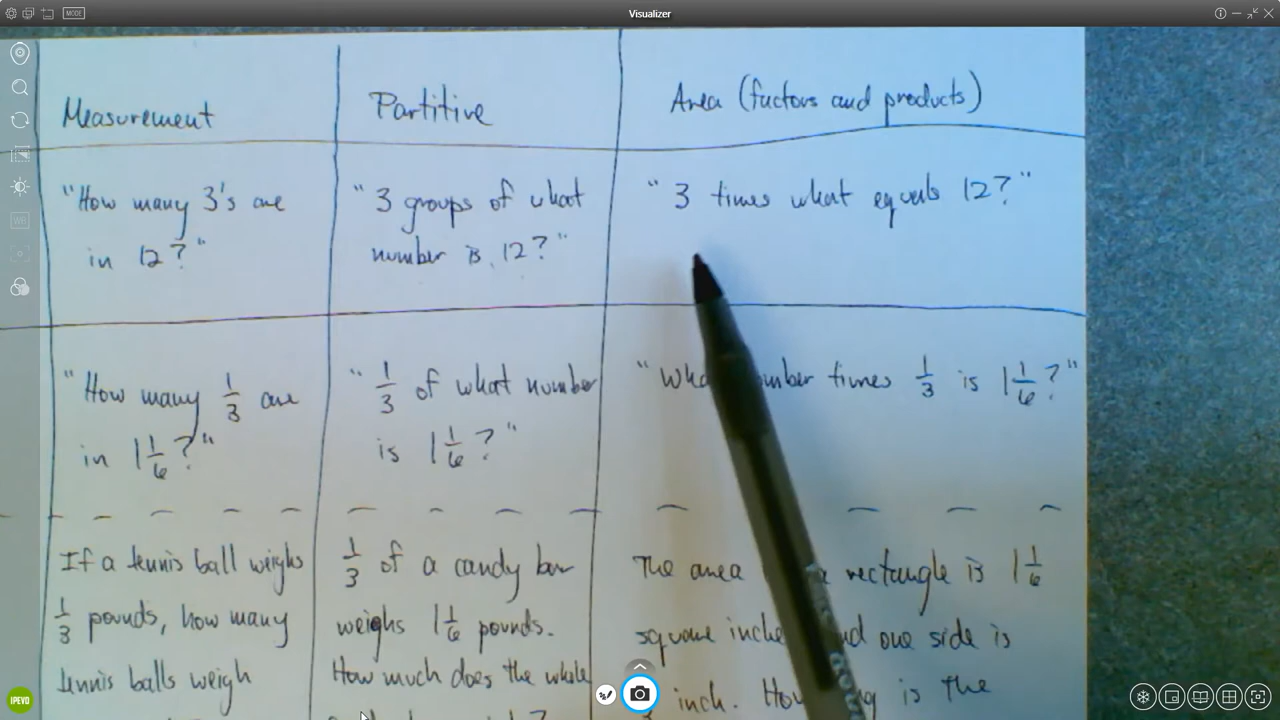 MODE
Visualizer
Measurement
Partitive
Area (factors and products)
"How many 3's are
in 12?"
"3 groups of what
number is 12?"
"3 times what equals 12?"
"How many 1/3 are
in 1 1/6?"
"1/3 of what number
is 1 1/6?"
"What number times 1/3 is 1 1/6?"
If a tennis ball weighs
1/3 pounds, how many
tennis balls weigh
1/3 of a candy bar
weighs 1 1/6 pounds.
How much does the whole
The area rectangle is 1 1/6
square inches and one side is
inch. How is the
IPEVO